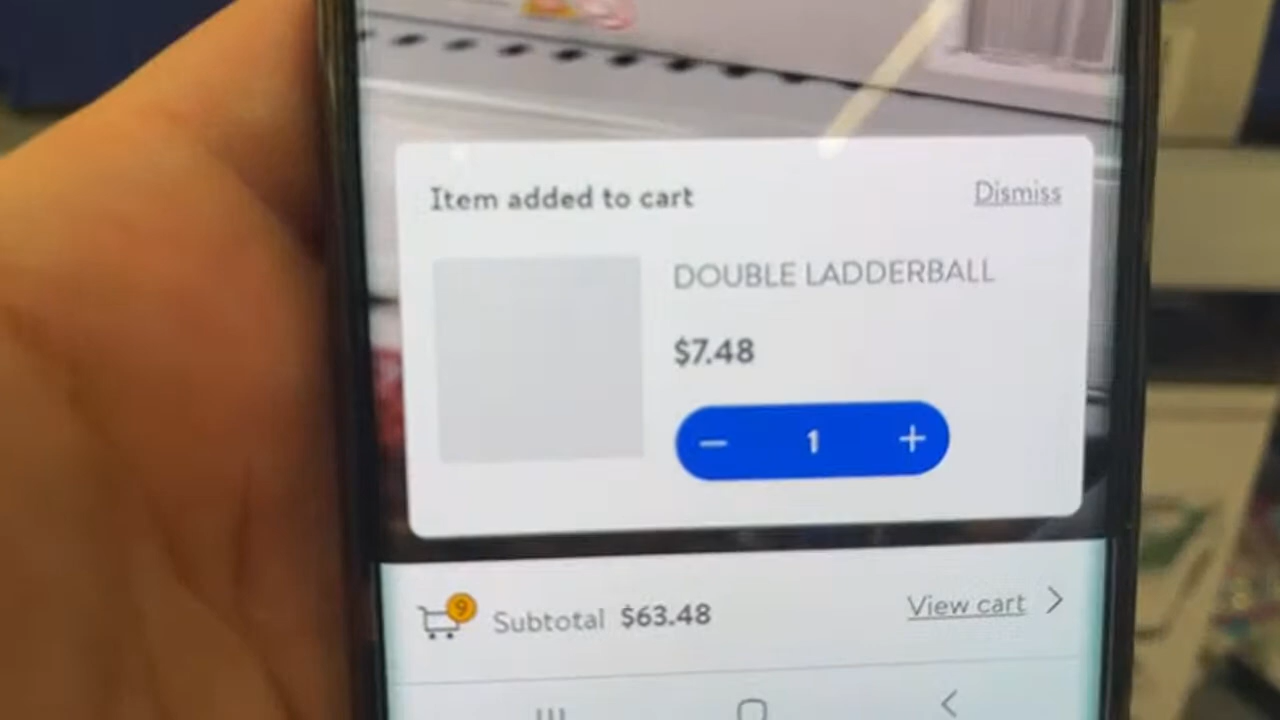 Item added to cart
Dismiss
DOUBLE LADDERBALL
$7.48
1
9
Subtotal $63.48
View cart